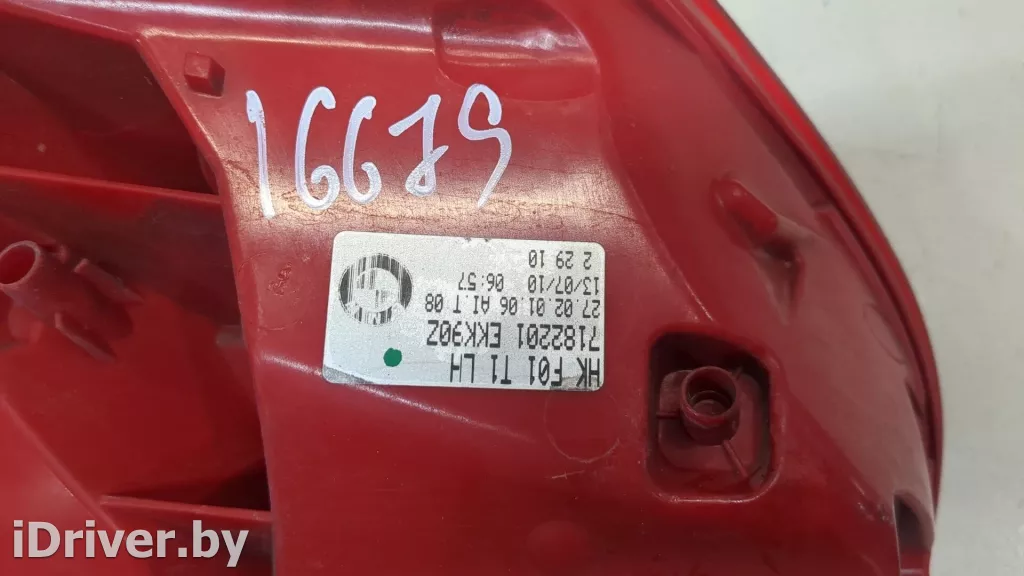 16679
HK F01 T1 LH
7182201 EKK90Z
27.02.01.06 AI.T 08
13/07/10 06:57
2 29 10
iDriver.by